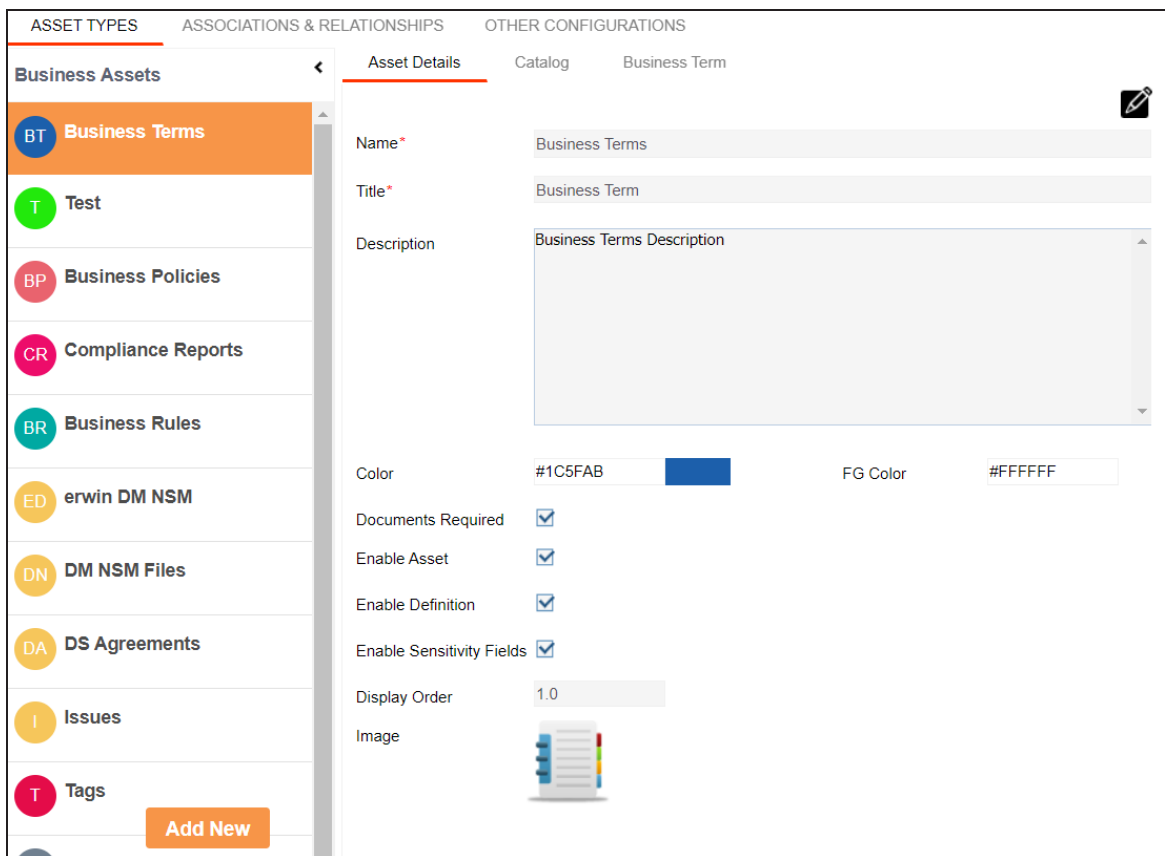 ASSET TYPES ASSOCIATIONS & RELATIONSHIPS OTHER CONFIGURATIONS
Business Assets
BT Business Terms
T Test
BP Business Policies
CR Compliance Reports
BR Business Rules
ED erwin DM NSM
DN DM NSM Files
DA DS Agreements
I Issues
T Tags
Add New
Asset Details Catalog Business Term
Name* Business Terms
Title* Business Term
Description Business Terms Description
Color #1C5FAB FG Color #FFFFFF
Documents Required
Enable Asset
Enable Definition
Enable Sensitivity Fields
Display Order 1.0
Image